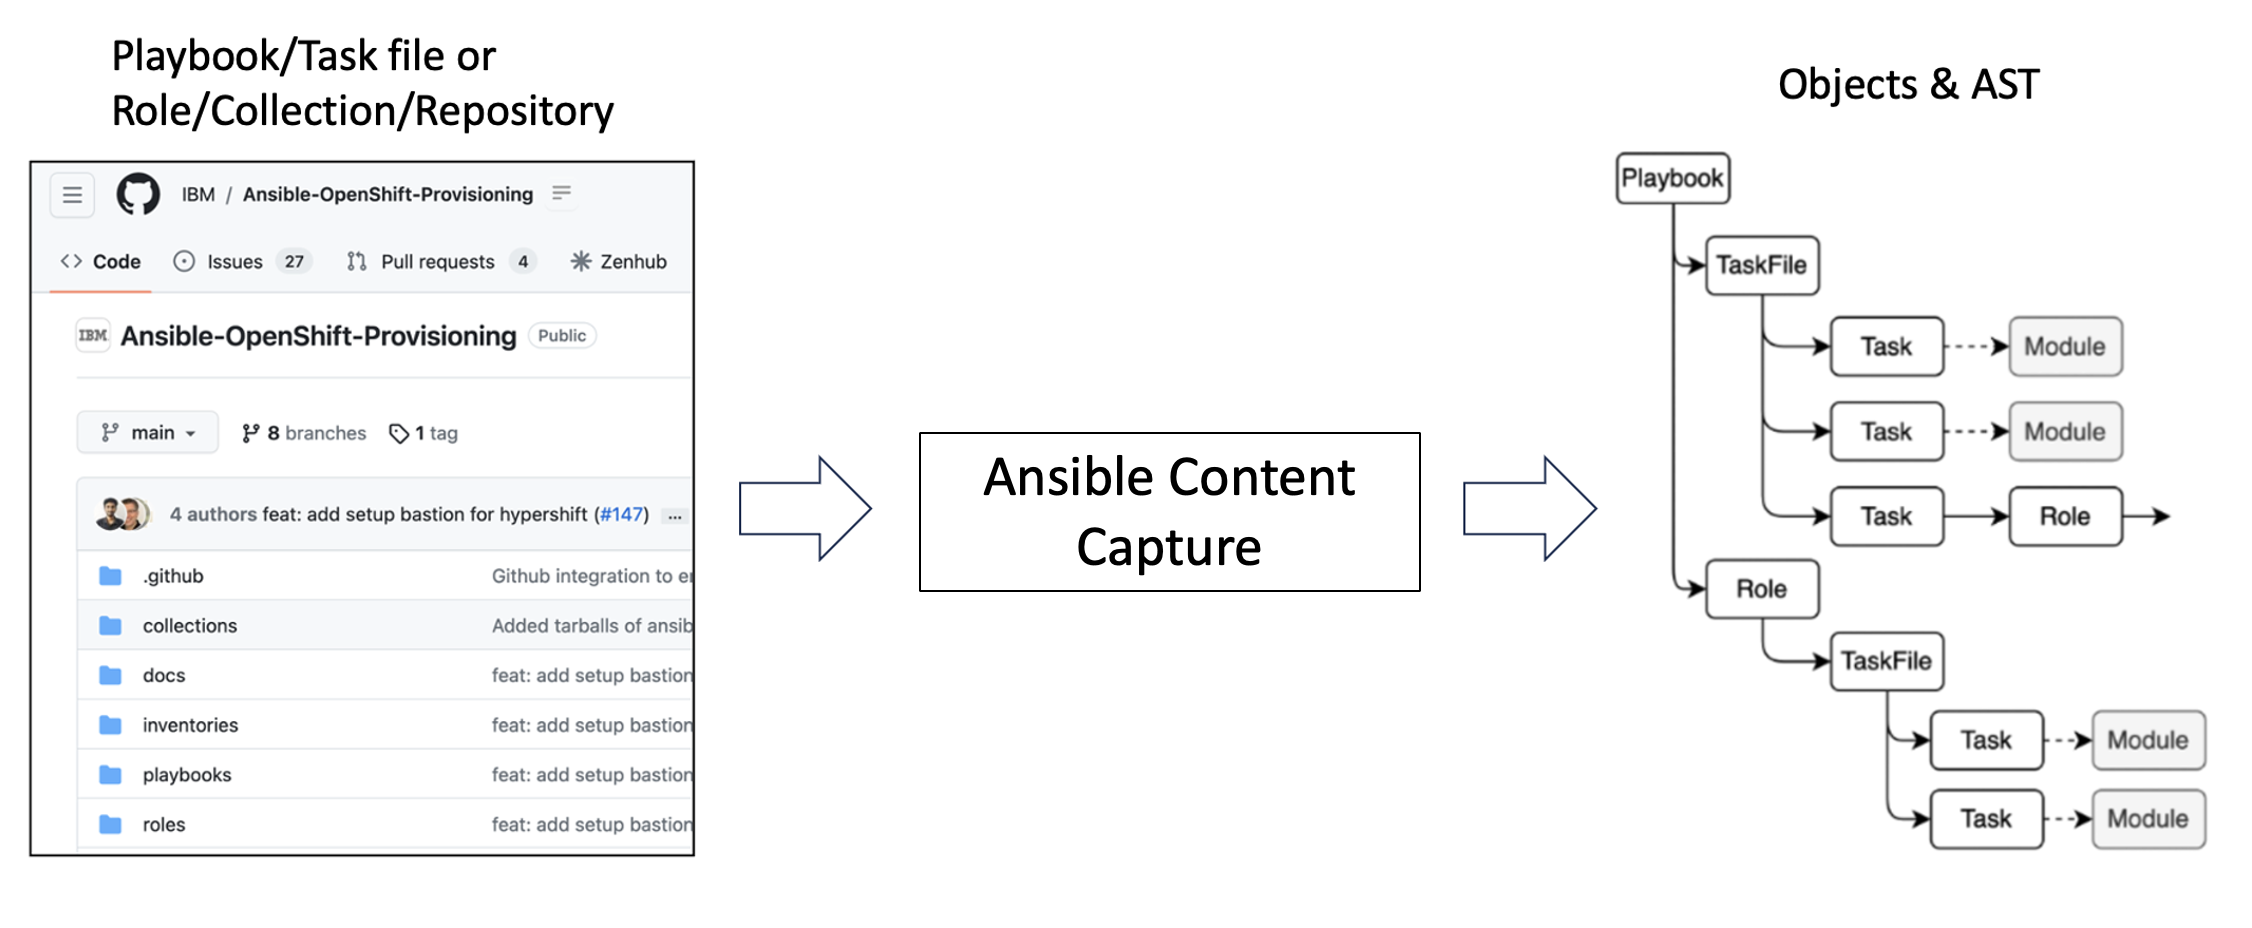 Playbook/Task file or
Role/Collection/Repository
IBM / Ansible-OpenShift-Provisioning
Code Issues 27 Pull requests 4 Zenhub
IBM Ansible-OpenShift-Provisioning Public
main 8 branches 1 tag
4 authors feat: add setup bastion for hypershift (#147) ...
.github Github integration to
collections Added tarballs of
docs feat: add setup bastion
inventories feat: add setup bastion
playbooks feat: add setup bastion
roles feat: add setup bastion
Ansible Content
Capture
Objects & AST
Playbook
TaskFile
Task Module
Task Module
Task Role
Role
TaskFile
Task Module
Task Module